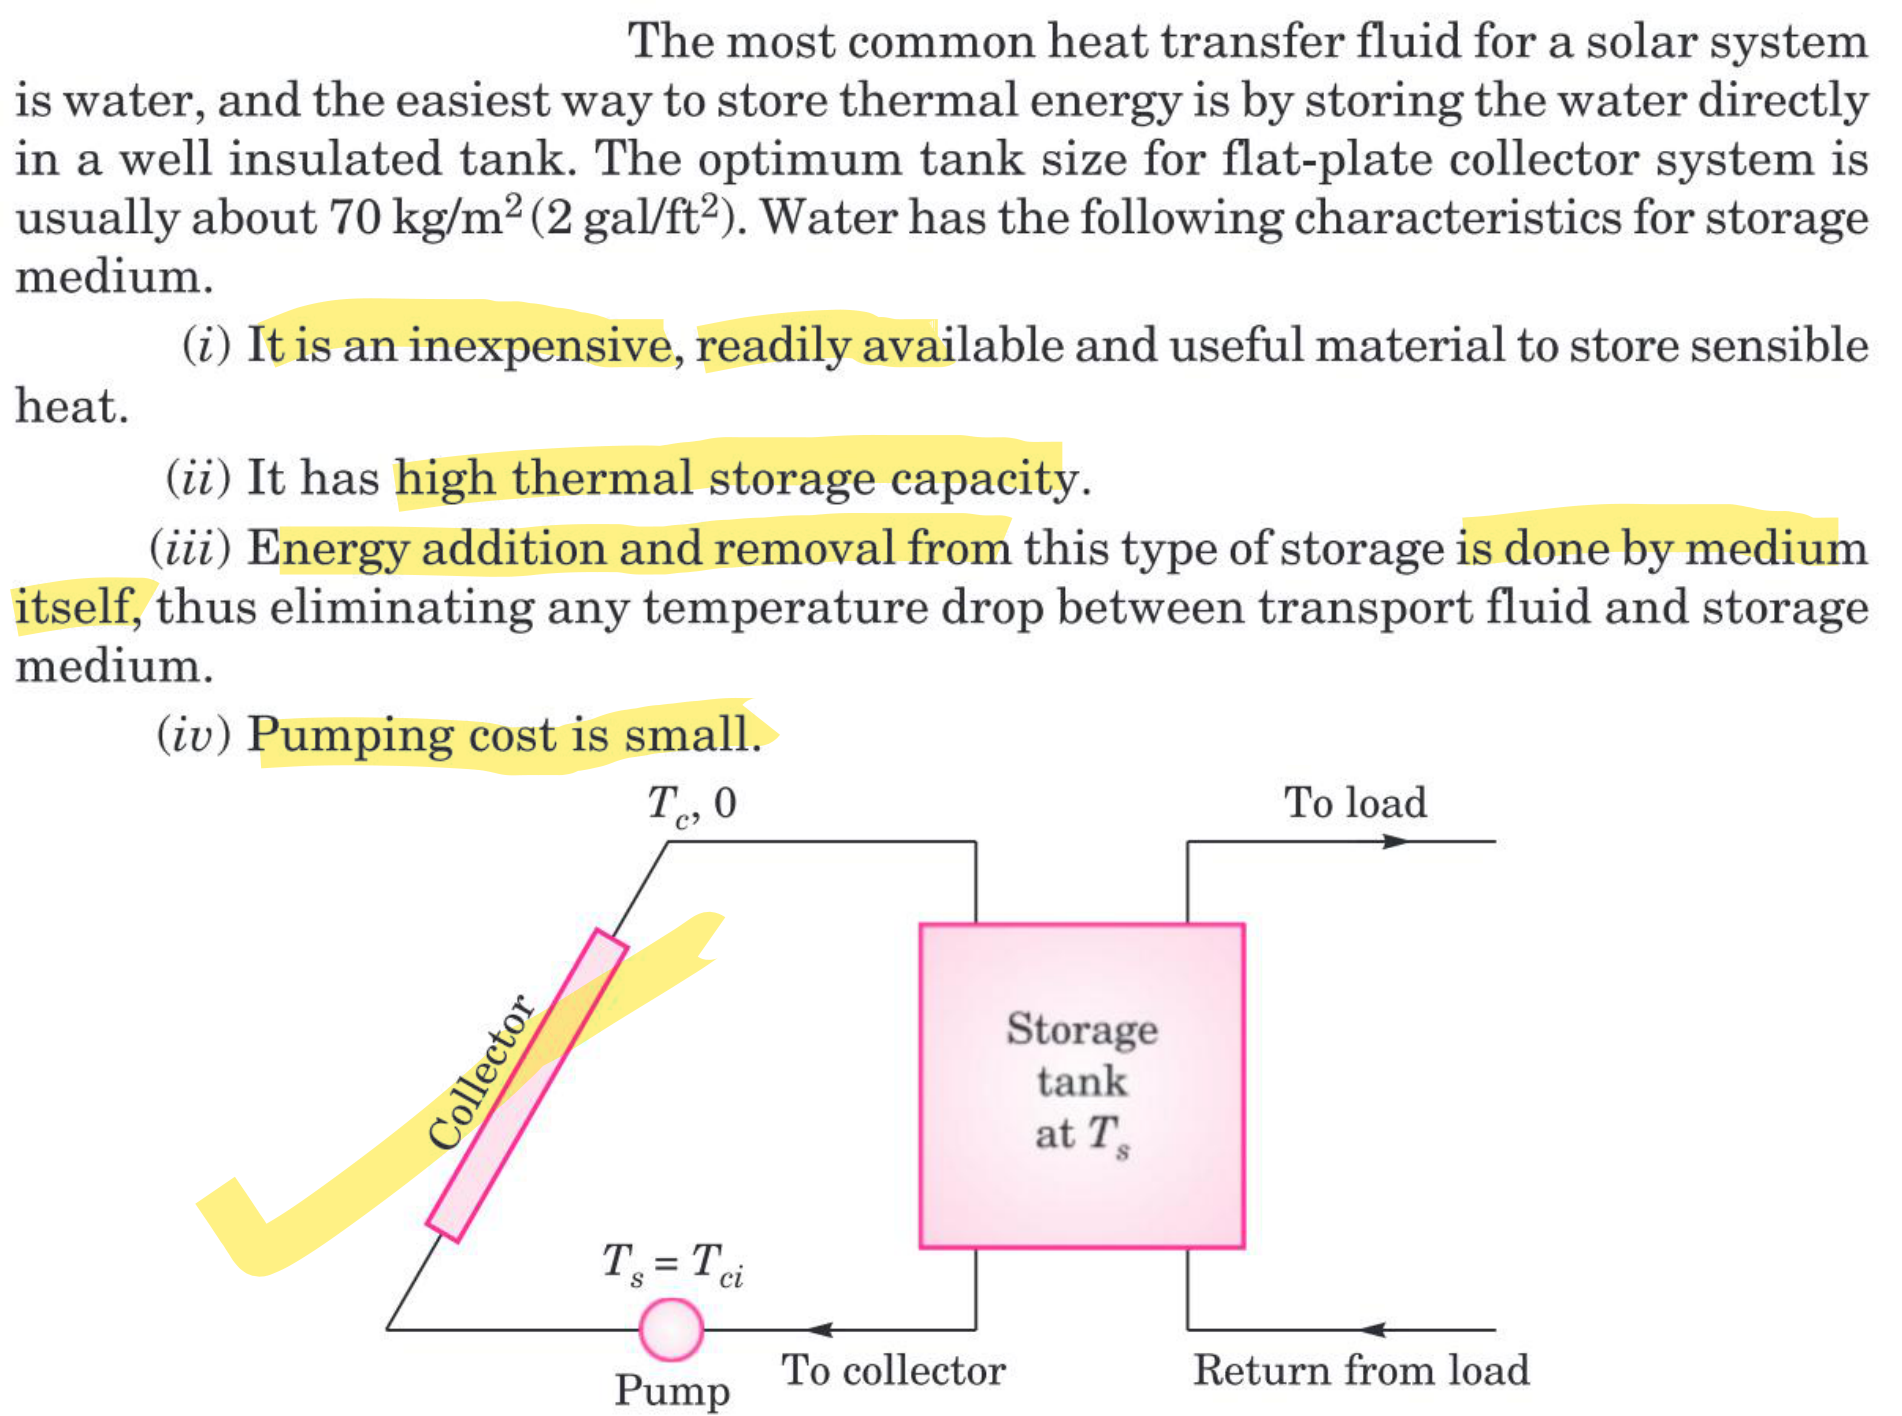 The most common heat transfer fluid for a solar system
is water, and the easiest way to store thermal energy is by storing the water directly
in a well insulated tank. The optimum tank size for flat-plate collector system is
usually about 70 kg/m² (2 gal/ft²). Water has the following characteristics for storage
medium.
(i) It is an inexpensive, readily available and useful material to store sensible
heat.
(ii) It has high thermal storage capacity.
(iii) Energy addition and removal from this type of storage is done by medium
itself, thus eliminating any temperature drop between transport fluid and storage
medium.
(iv) Pumping cost is small.
T_c, 0
To load
Collector
Storage
tank
at T_s
T_s = T_ci
Pump
To collector
Return from load